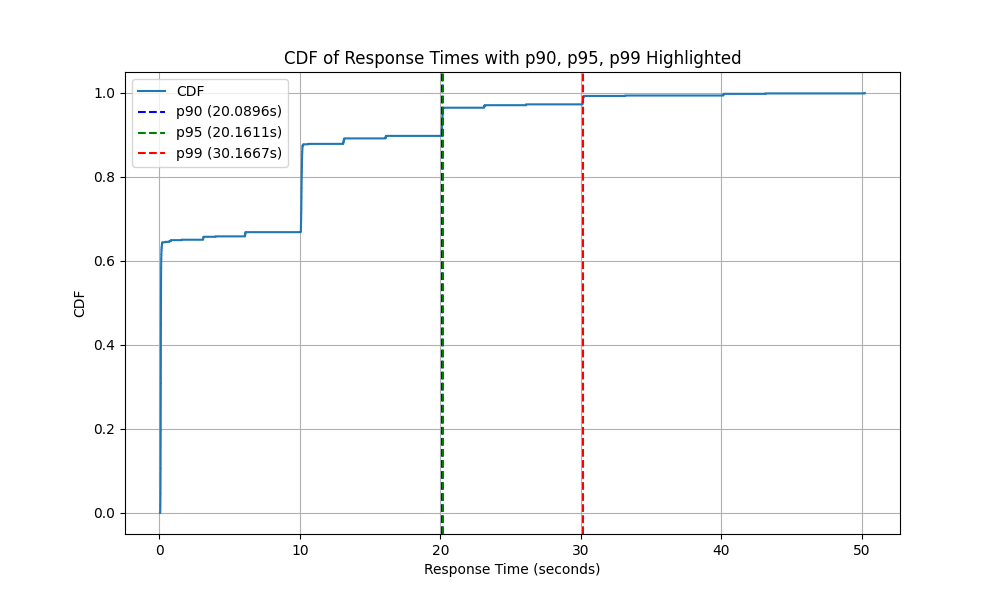 CDF of Response Times with p90, p95, p99 Highlighted
CDF
p90 (20.0896s)
p95 (20.1611s)
p99 (30.1667s)
1.0
0.8
0.6
0.4
0.2
0.0
CDF
0 10 20 30 40 50
Response Time (seconds)